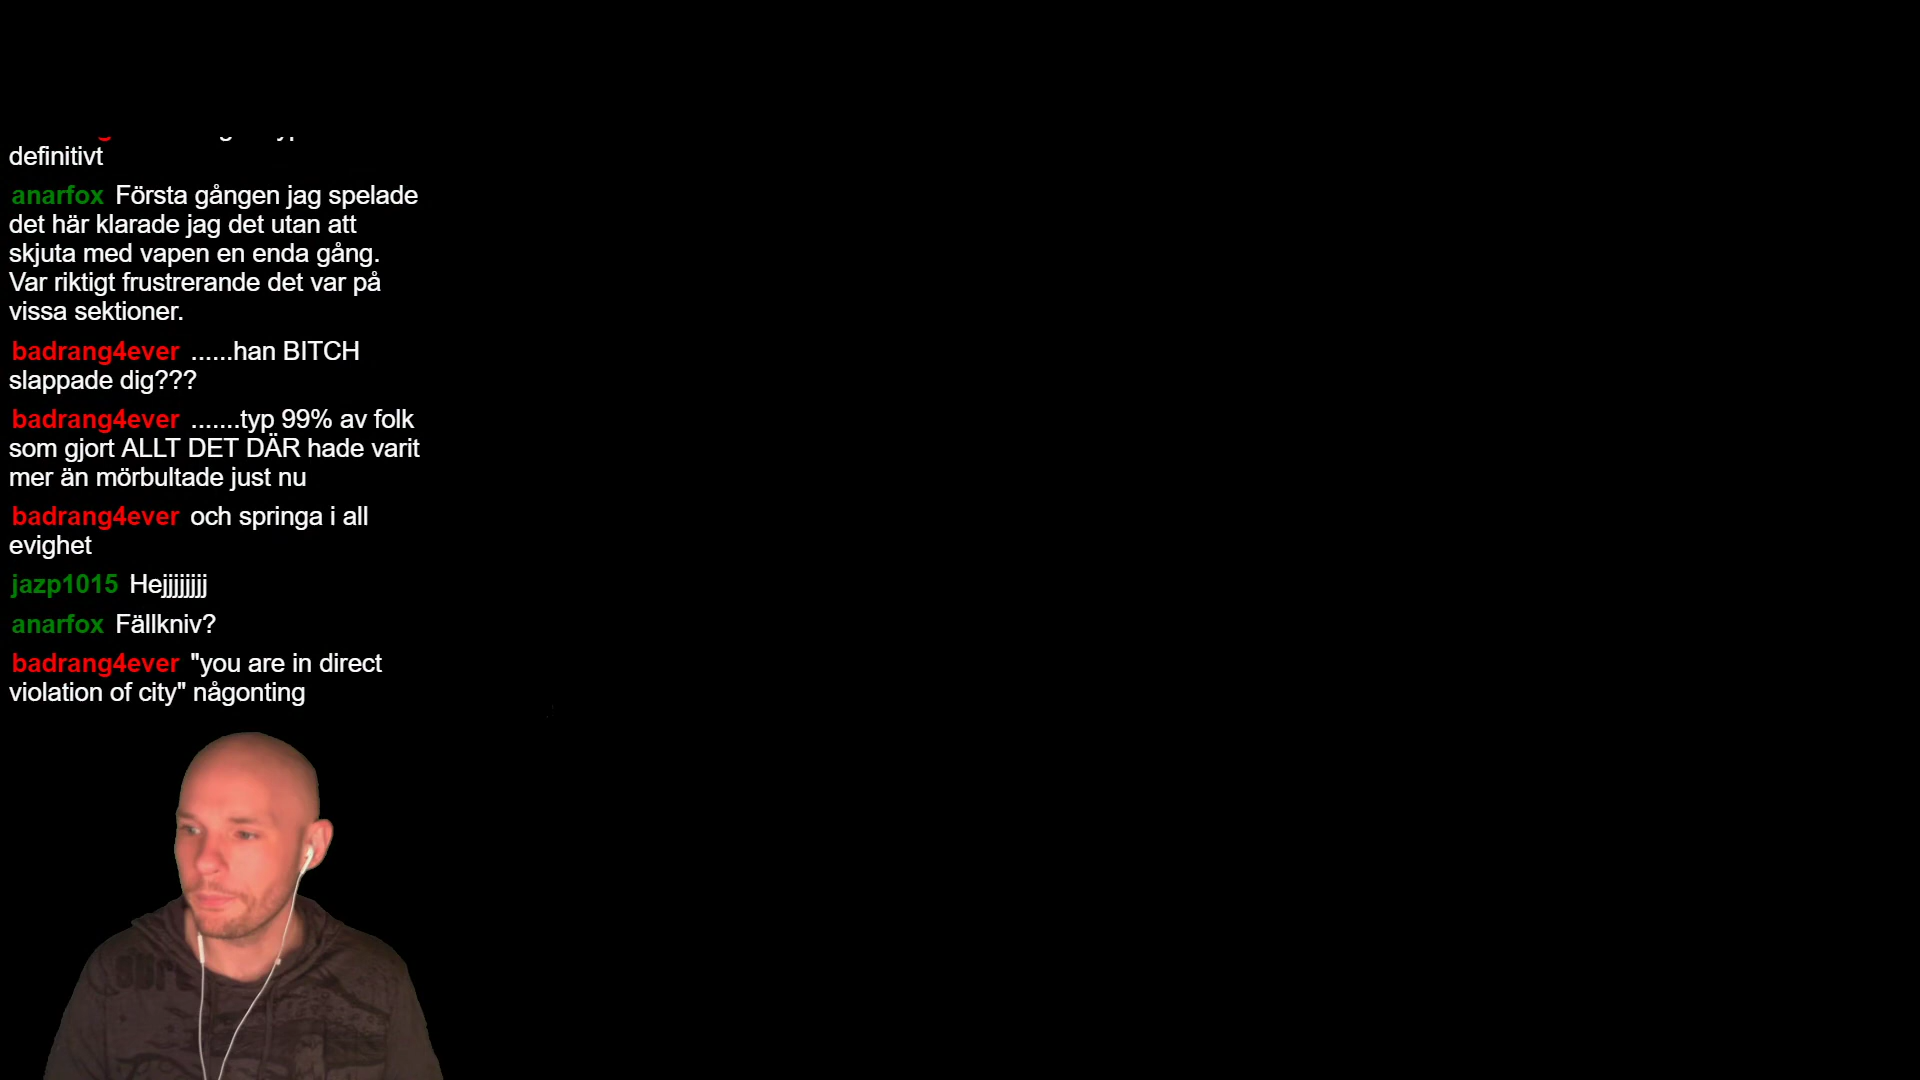 definitivt
anarfox Första gången jag spelade
det här klarade jag det utan att
skjuta med vapen en enda gång.
Var riktigt frustrerande det var på
vissa sektioner.
badrang4ever ......han BITCH
slappade dig???
badrang4ever .......typ 99% av folk
som gjort ALLT DET DÄR hade varit
mer än mörbultade just nu
badrang4ever och springa i all
evighet
jazp1015 Hejjjjjjjj
anarfox Fällkniv?
badrang4ever "you are in direct
violation of city" någonting